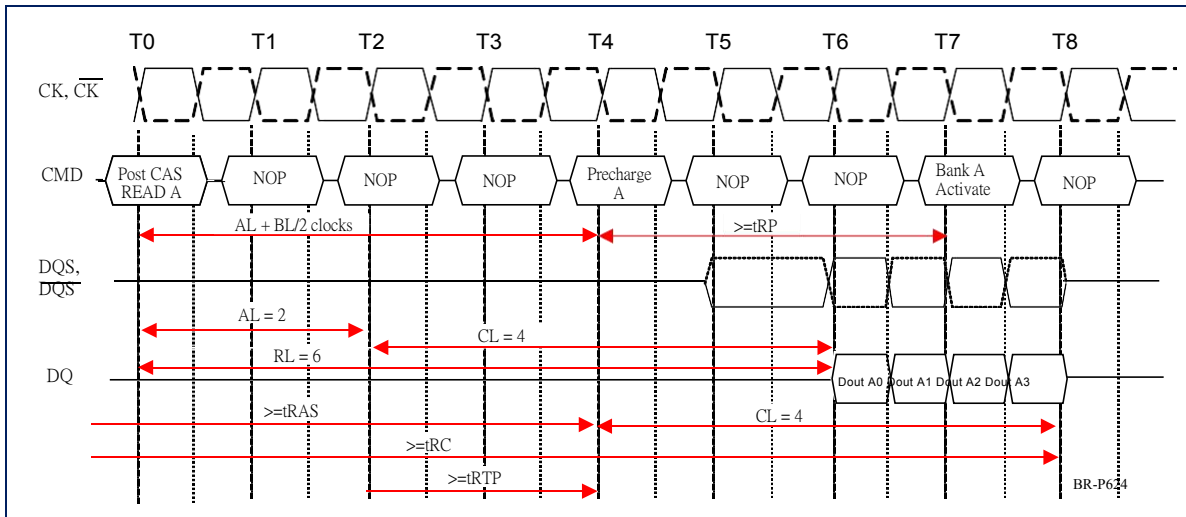 T0 T1 T2 T3 T4 T5 T6 T7 T8
CK, CK
CMD
Post CAS
READ A
NOP
NOP
NOP
Precharge
A
NOP
NOP
Bank A
Activate
NOP
AL + BL/2 clocks
>=tRP
DQS,
DQS
AL = 2
CL = 4
RL = 6
DQ
Dout A0 Dout A1 Dout A2 Dout A3
>=tRAS
CL = 4
>=tRC
>=tRTP
BR-P624